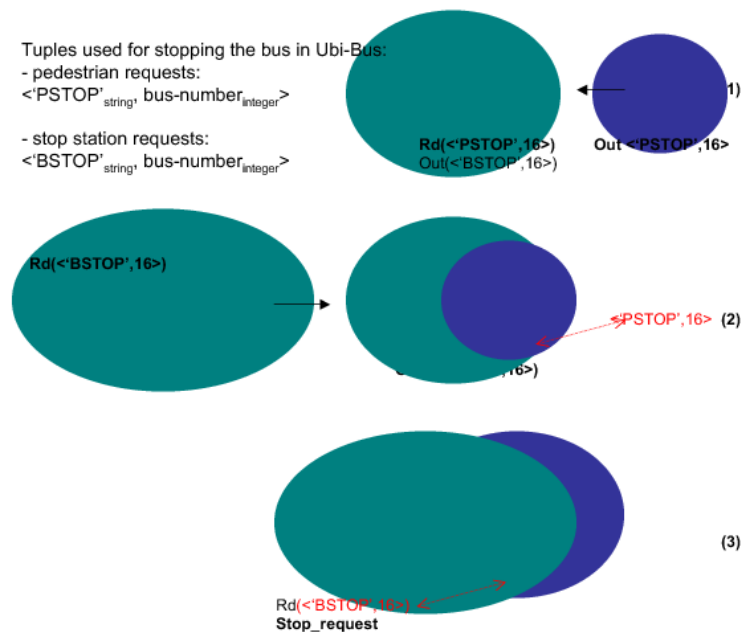 Tuples used for stopping the bus in Ubi-Bus:
- pedestrian requests:
<‘PSTOP’string, bus-numberinteger>
- stop station requests:
<‘BSTOP’string, bus-numberinteger>
1)
Rd(<‘PSTOP’,16>)
Out(<‘BSTOP’,16>)
Out <‘PSTOP’,16>
Rd(<‘BSTOP’,16>)
<‘PSTOP’,16> (2)
,16>)
(3)
Rd(<‘BSTOP’,16>)
Stop_request